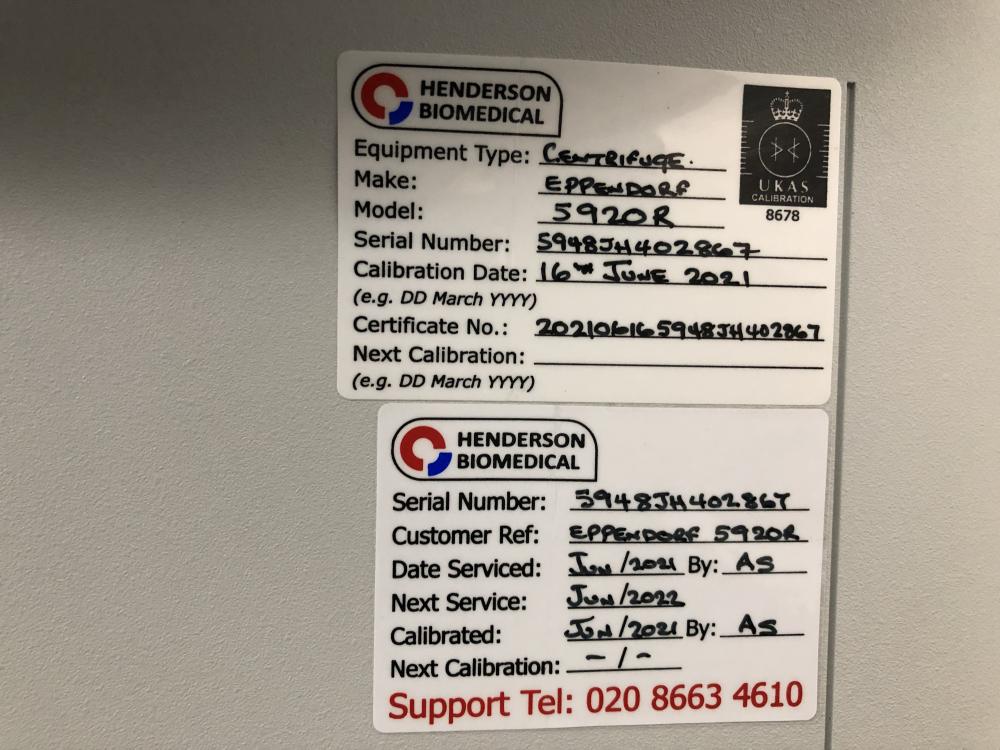 HENDERSON
BIOMEDICAL
Equipment Type: CENTRIFUGE.
Make: EPPENDORF
Model: 5920R
Serial Number: 5948JH402867
Calibration Date: 16TH JUNE 2021
(e.g. DD March YYYY)
Certificate No.: 202106165948JH402867
Next Calibration:
(e.g. DD March YYYY)
UKAS
CALIBRATION
8678
HENDERSON
BIOMEDICAL
Serial Number: 5948JH402867
Customer Ref: EPPENDORF 5920R
Date Serviced: JUN/2021 By: AS
Next Service: JUN/2022
Calibrated: JUN/2021 By: AS
Next Calibration: -/-
Support Tel: 020 8663 4610